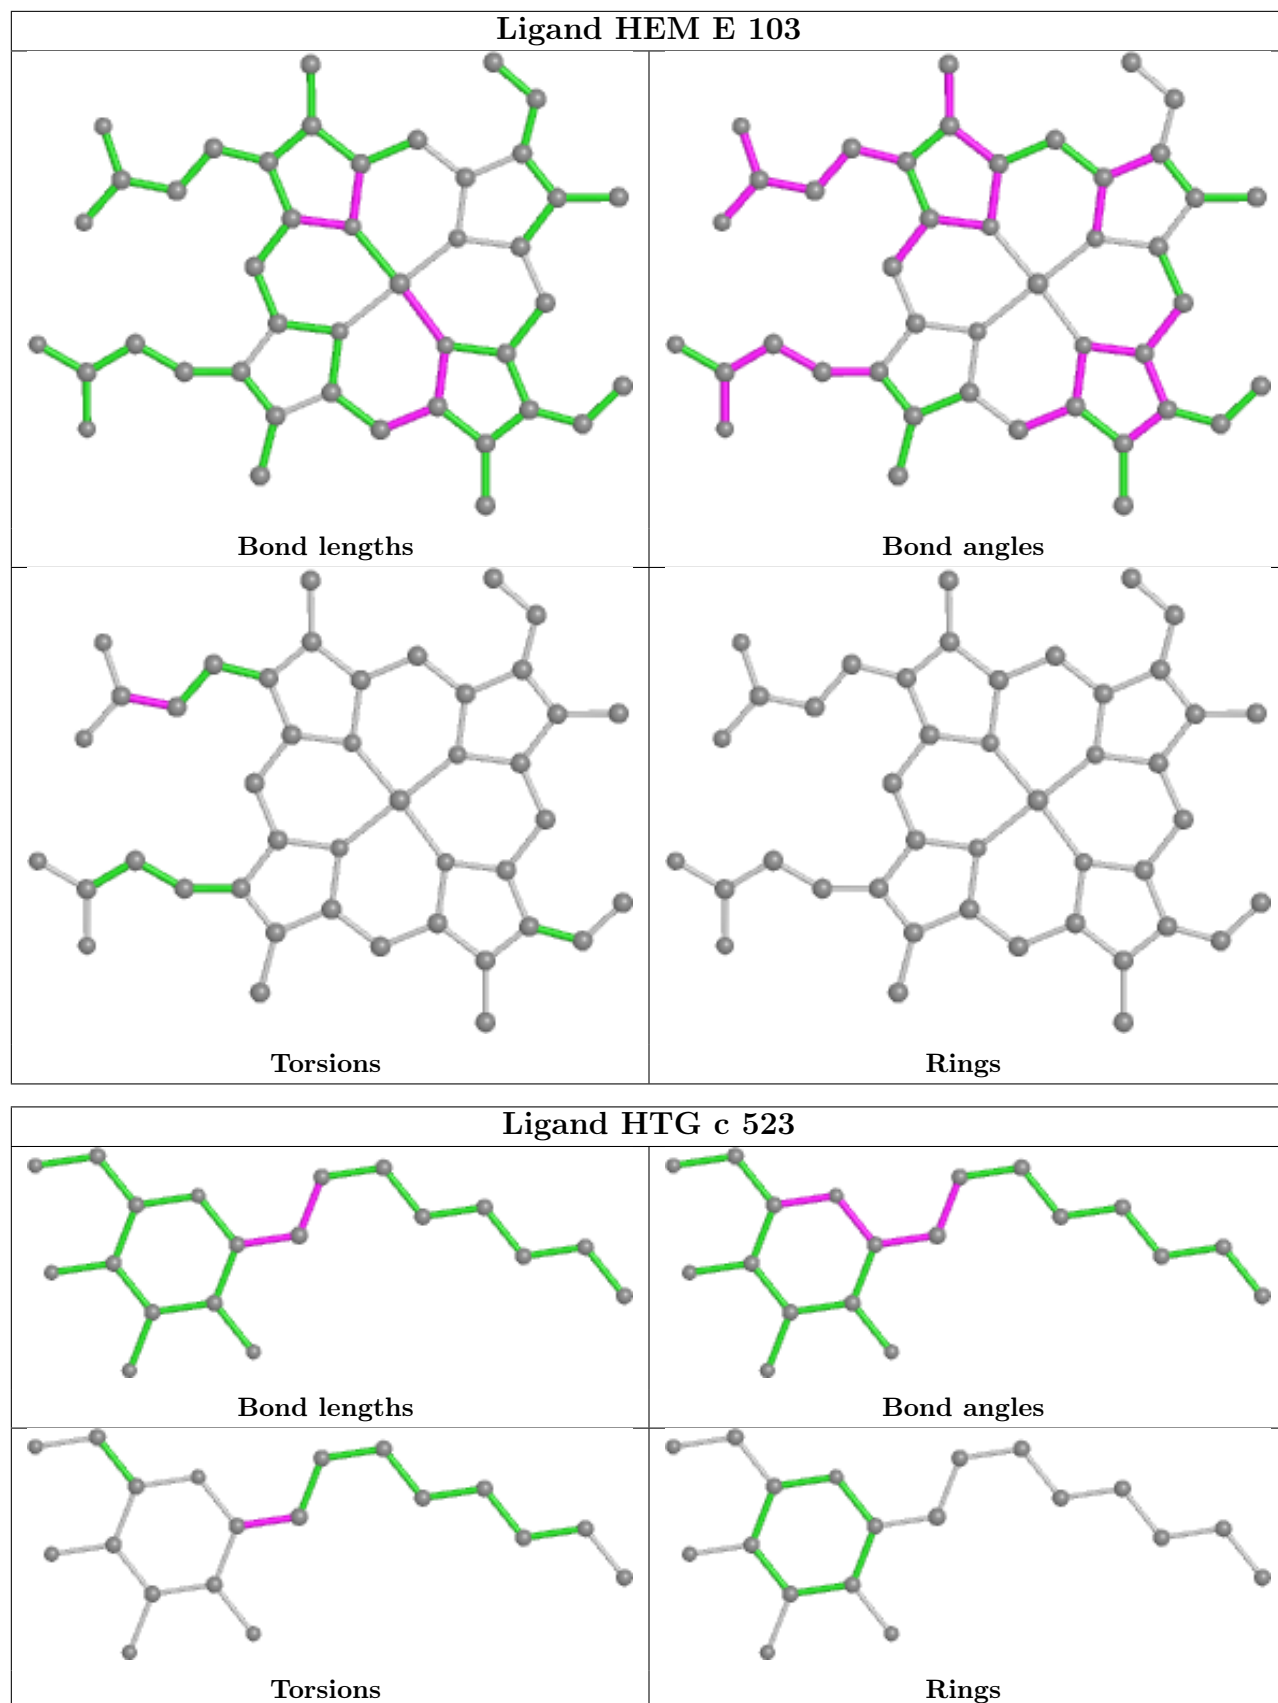 Ligand HEM E 103
Bond lengths
Bond angles
Torsions
Rings
Ligand HTG c 523
Bond lengths
Bond angles
Torsions
Rings